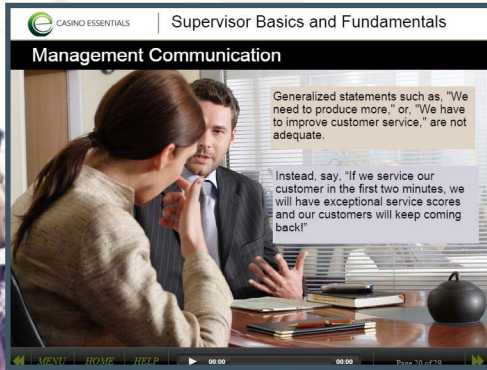 CASINO ESSENTIALS
Supervisor Basics and Fundamentals
Management Communication
Generalized statements such as, "We
need to produce more," or, "We have
to improve customer service," are not
adequate.
Instead, say, “If we service our
customer in the first two minutes, we
will have exceptional service scores
and our customers will keep coming
back!”
MENU HOME HELP 00:00 00:00 Page 20 of 29